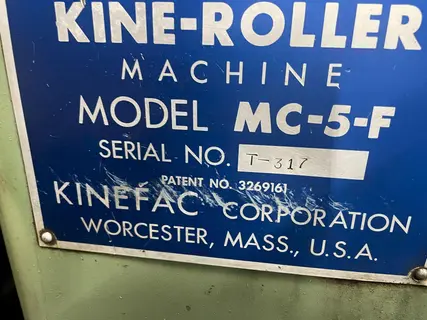 KINE-ROLLER
MACHINE
MODEL MC-5-F
SERIAL NO. T-317
PATENT NO. 3269161
KINEFAC CORPORATION
WORCESTER, MASS., U.S.A.